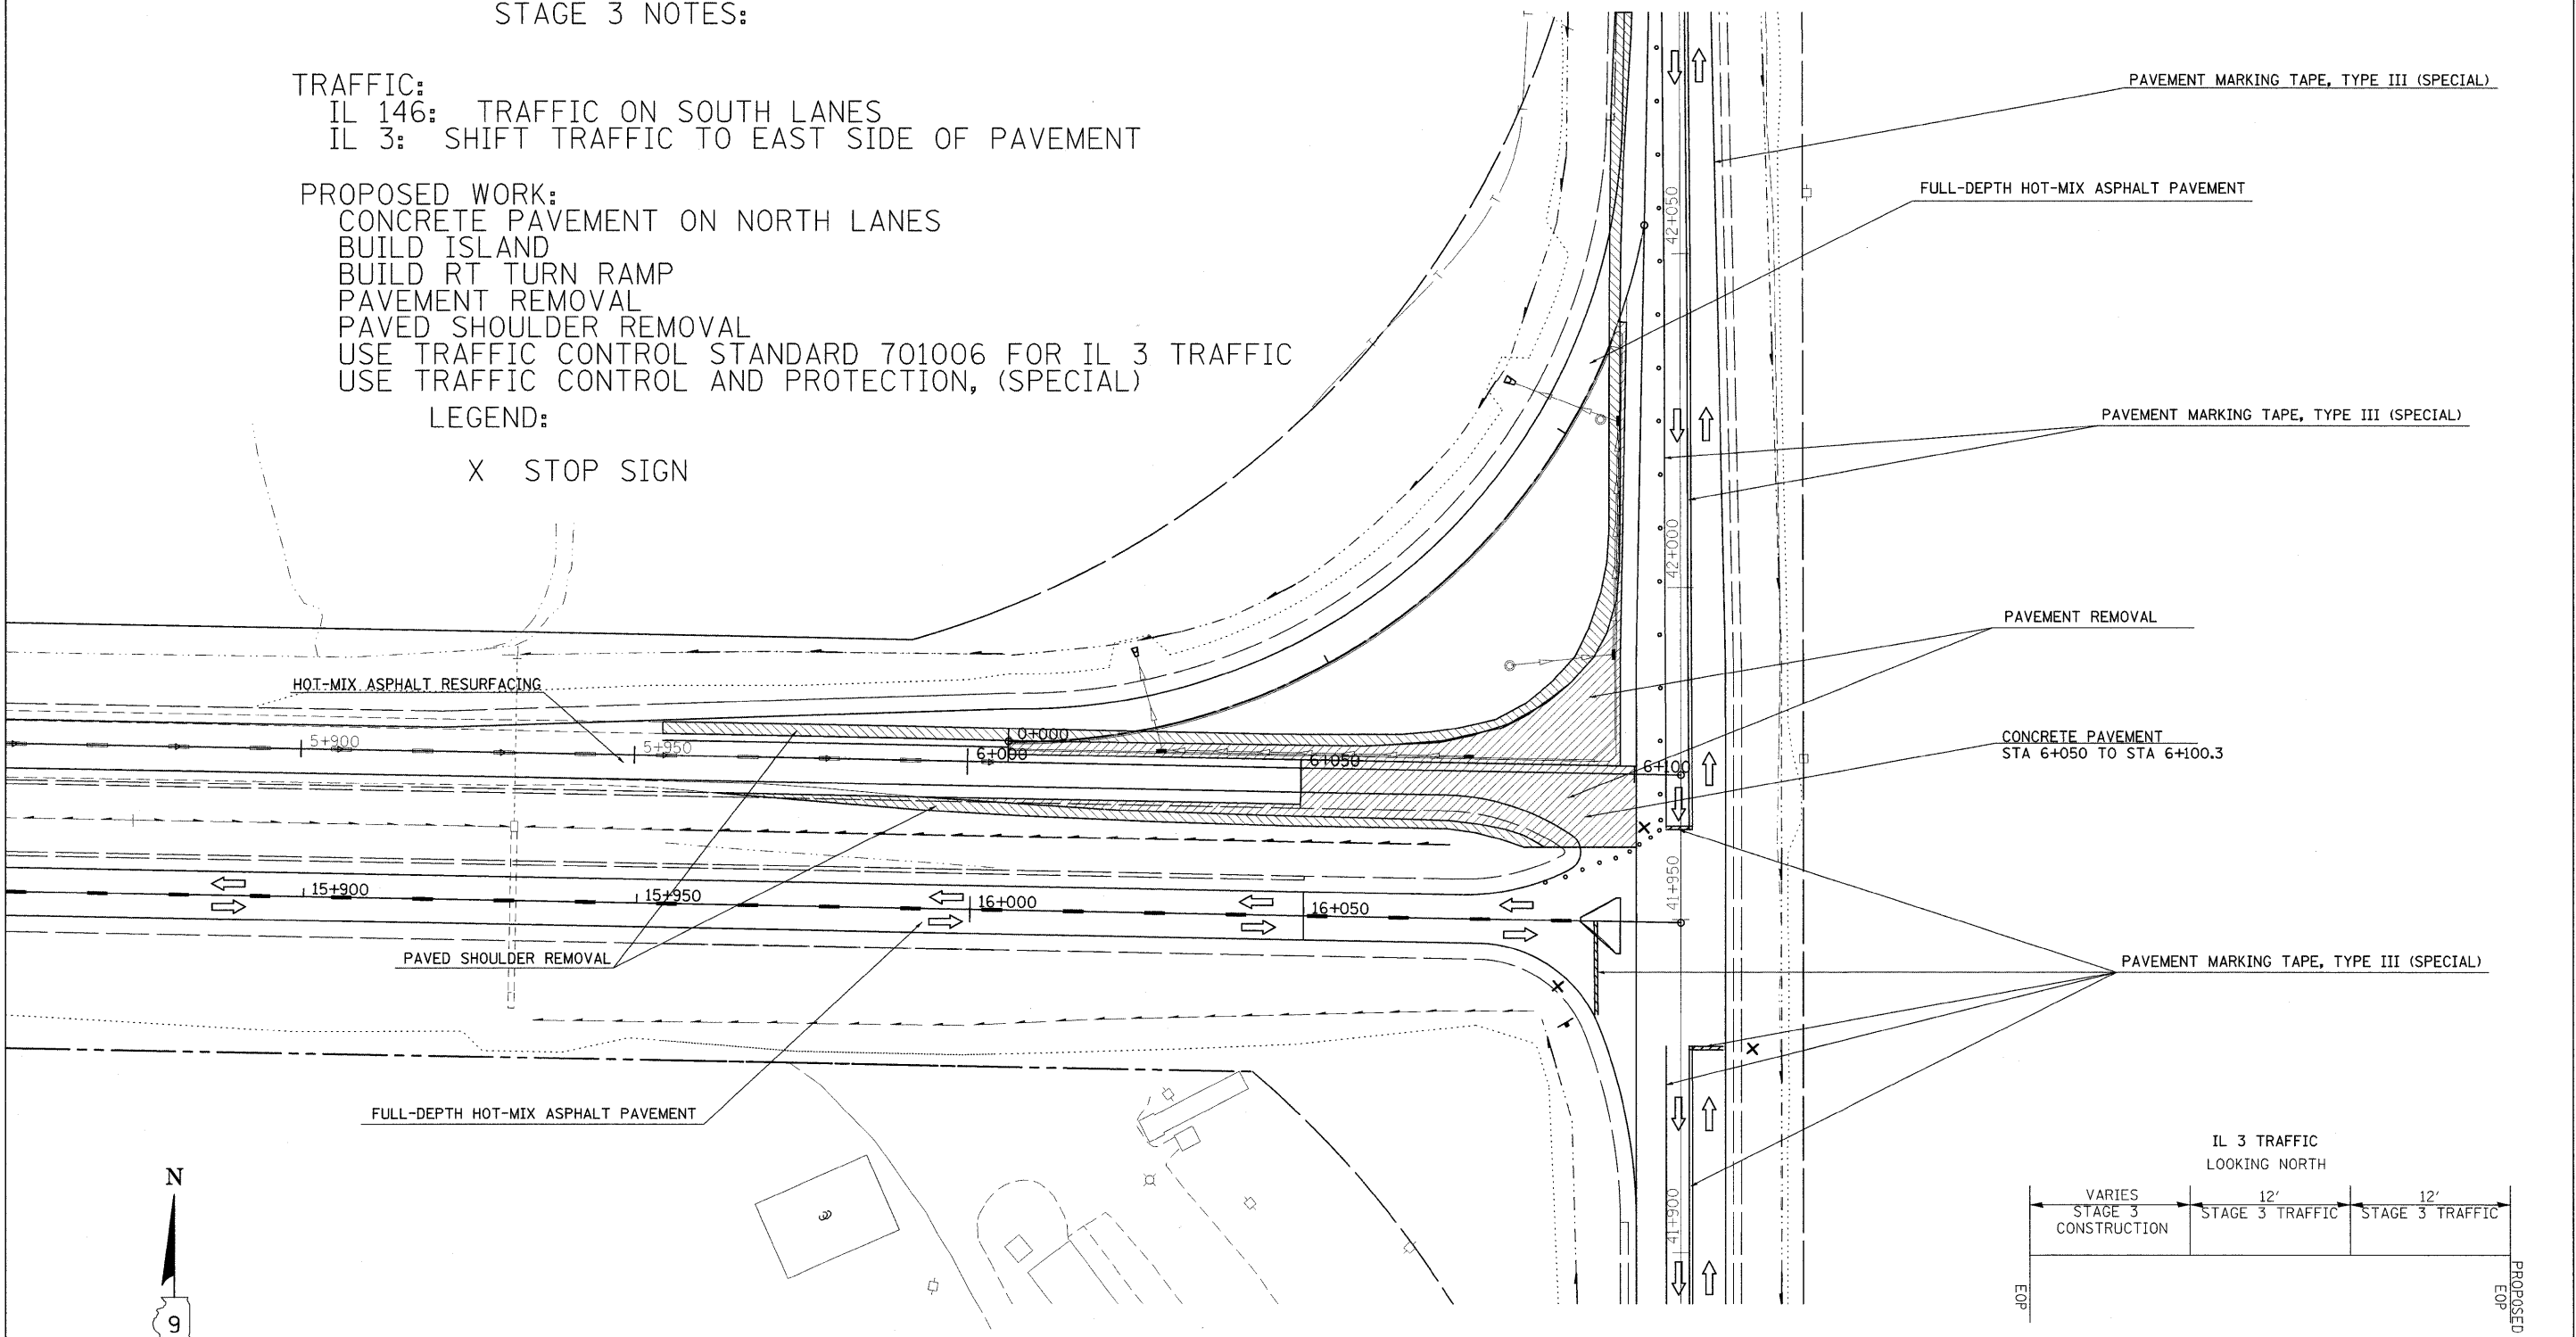 STAGE 3 NOTES:
TRAFFIC:
IL 146: TRAFFIC ON SOUTH LANES
IL 3: SHIFT TRAFFIC TO EAST SIDE OF PAVEMENT
PROPOSED WORK:
CONCRETE PAVEMENT ON NORTH LANES
BUILD ISLAND
BUILD RT TURN RAMP
PAVEMENT REMOVAL
PAVED SHOULDER REMOVAL
USE TRAFFIC CONTROL STANDARD 701006 FOR IL 3 TRAFFIC
USE TRAFFIC CONTROL AND PROTECTION, (SPECIAL)
LEGEND:
X STOP SIGN
PAVEMENT MARKING TAPE, TYPE III (SPECIAL)
FULL-DEPTH HOT-MIX ASPHALT PAVEMENT
42+050
PAVEMENT MARKING TAPE, TYPE III (SPECIAL)
42+000
PAVEMENT REMOVAL
HOT-MIX ASPHALT RESURFACING
CONCRETE PAVEMENT
STA 6+050 TO STA 6+100.3
5+900
5+950
0+000
6+000
6+050
6+100
41+950
15+900
15+950
16+000
16+050
PAVED SHOULDER REMOVAL
PAVEMENT MARKING TAPE, TYPE III (SPECIAL)
FULL-DEPTH HOT-MIX ASPHALT PAVEMENT
41+900
IL 3 TRAFFIC
LOOKING NORTH
VARIES
STAGE 3
CONSTRUCTION
12'
STAGE 3 TRAFFIC
12'
STAGE 3 TRAFFIC
EOP
PROPOSED
EOP
N
9